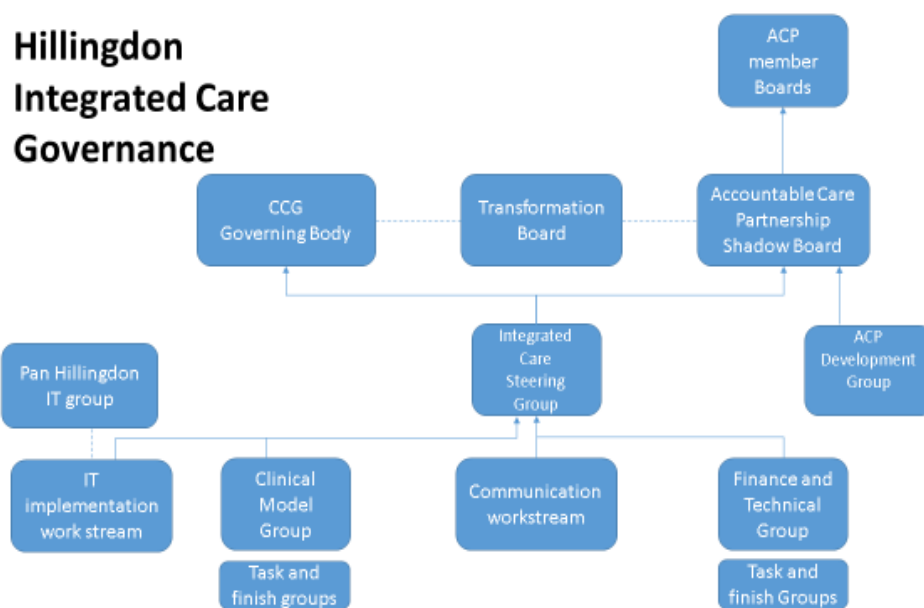 Hillingdon
Integrated Care
Governance
ACP
member
Boards
CCG
Governing Body
Transformation
Board
Accountable Care
Partnership
Shadow Board
Integrated
Care
Steering
Group
ACP
Development
Group
Pan Hillingdon
IT group
IT
implementation
work stream
Clinical
Model
Group
Communication
workstream
Finance and
Technical
Group
Task and
finish groups
Task and
finish Groups